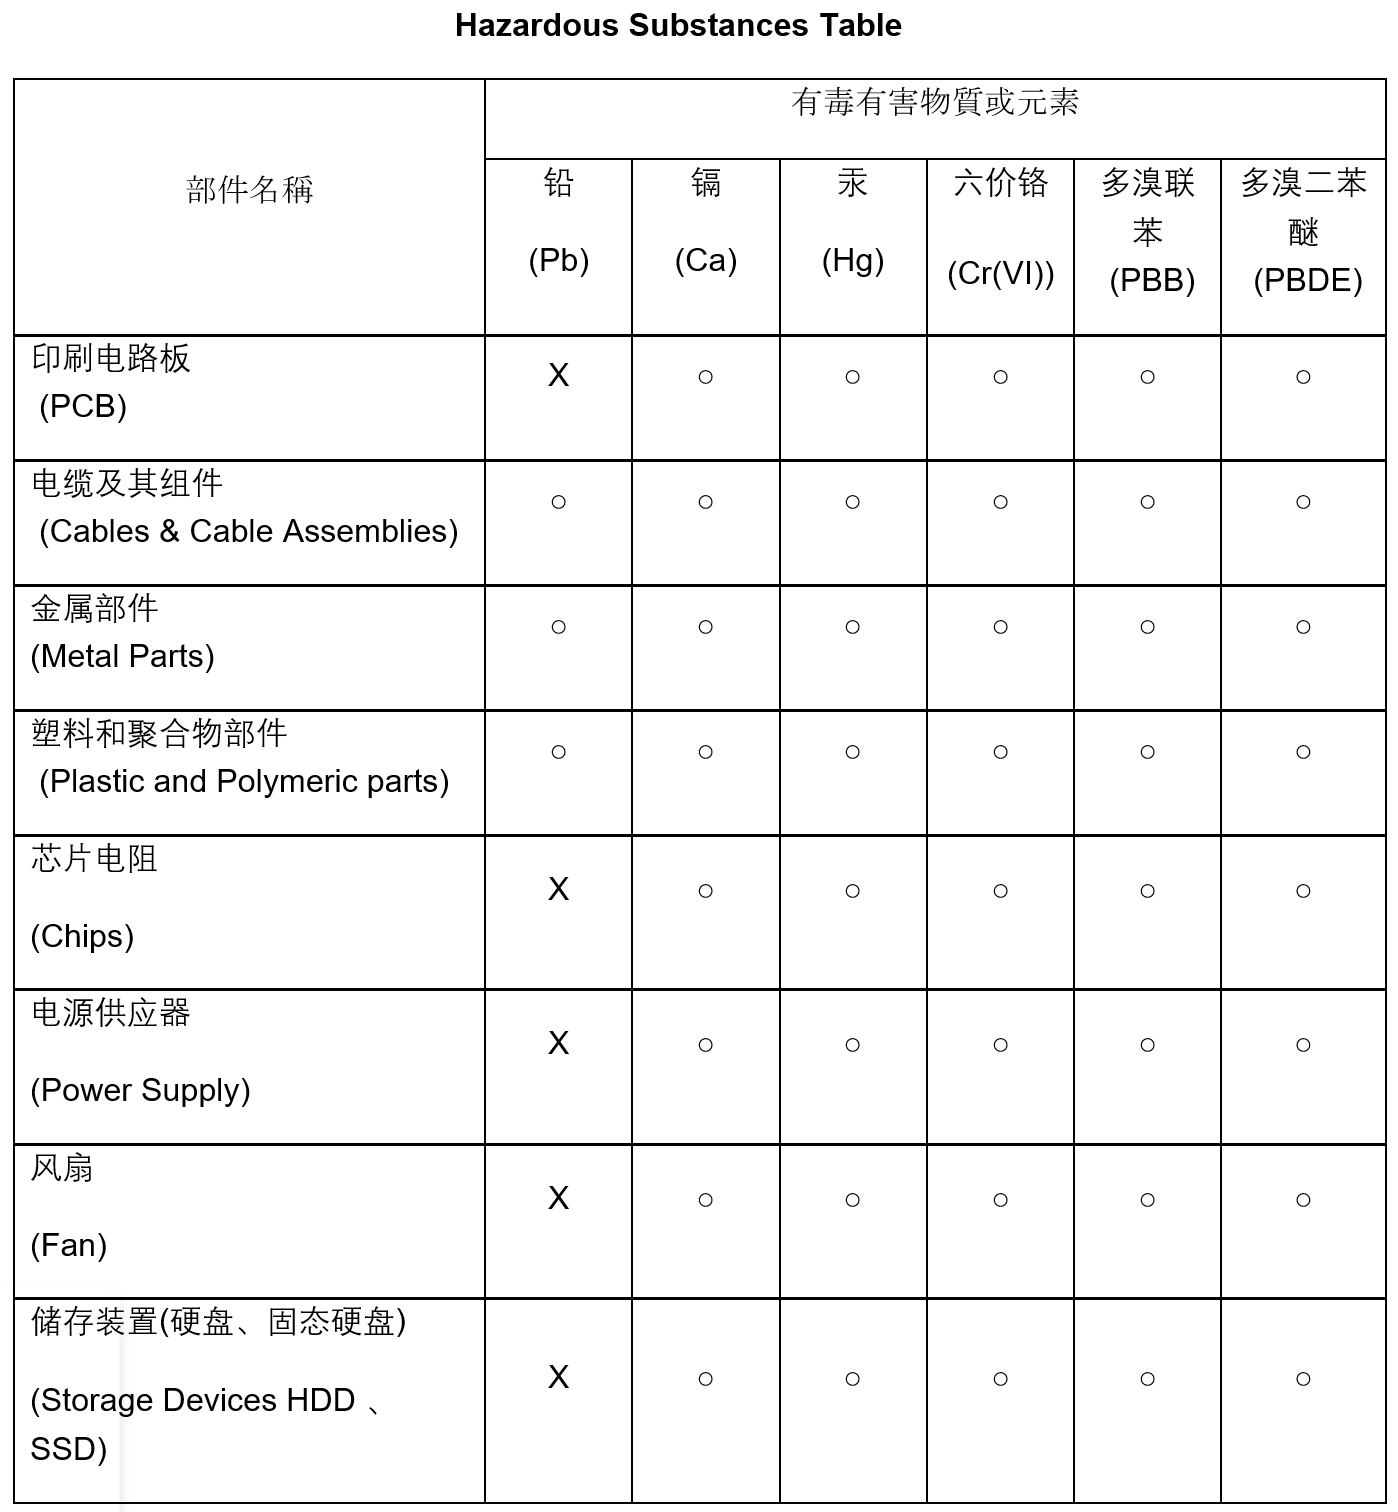 Hazardous Substances Table
部件名稱
有毒有害物質或元素
铅
(Pb)
镉
(Ca)
汞
(Hg)
六价铬
(Cr(VI))
多溴联
苯
(PBB)
多溴二苯
醚
(PBDE)
印刷电路板
(PCB)
X ○ ○ ○ ○ ○
电缆及其组件
(Cables & Cable Assemblies)
○ ○ ○ ○ ○ ○
金属部件
(Metal Parts)
○ ○ ○ ○ ○ ○
塑料和聚合物部件
(Plastic and Polymeric parts)
○ ○ ○ ○ ○ ○
芯片电阻
(Chips)
X ○ ○ ○ ○ ○
电源供应器
(Power Supply)
X ○ ○ ○ ○ ○
风扇
(Fan)
X ○ ○ ○ ○ ○
储存装置(硬盘、固态硬盘)
(Storage Devices HDD 、
SSD)
X ○ ○ ○ ○ ○